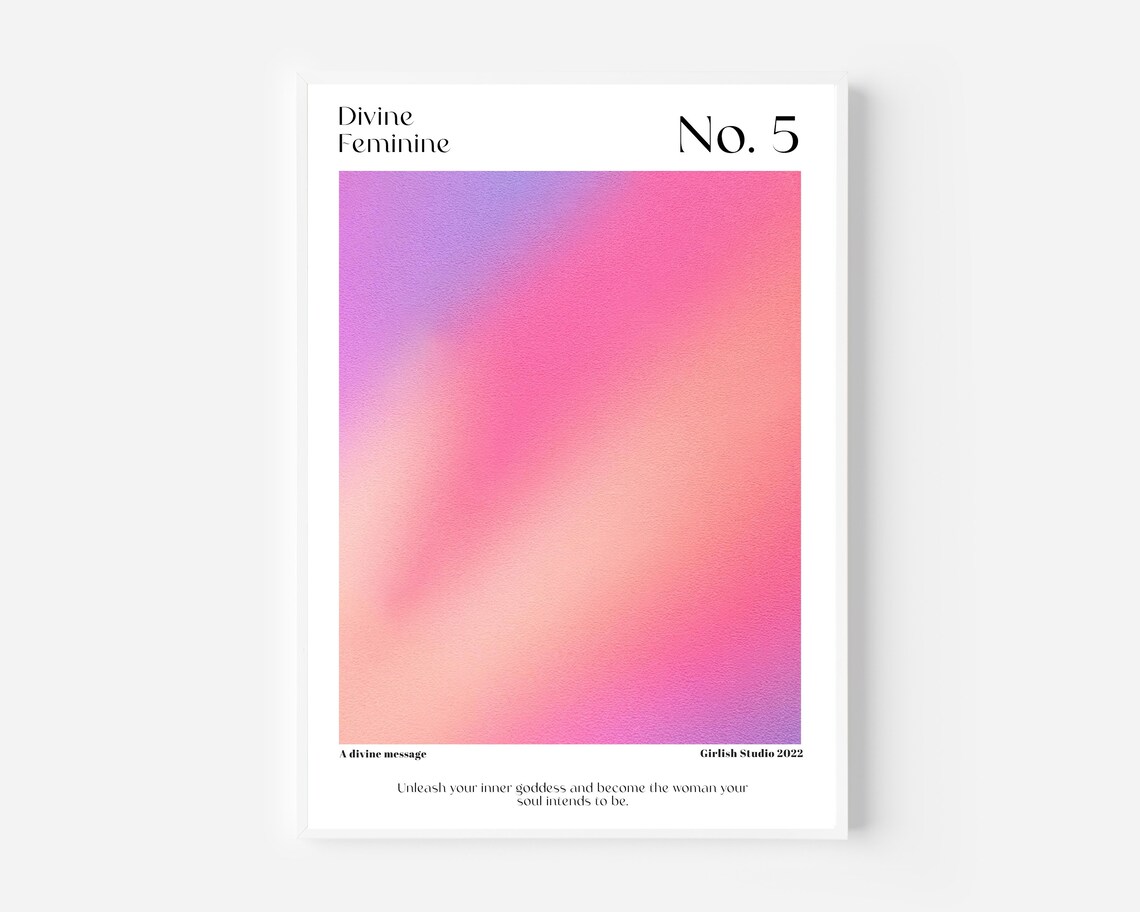 Divine
Feminine
No. 5
A divine message
Girlish Studio 2022
Unleash your inner goddess and become the woman your
soul intends to be.